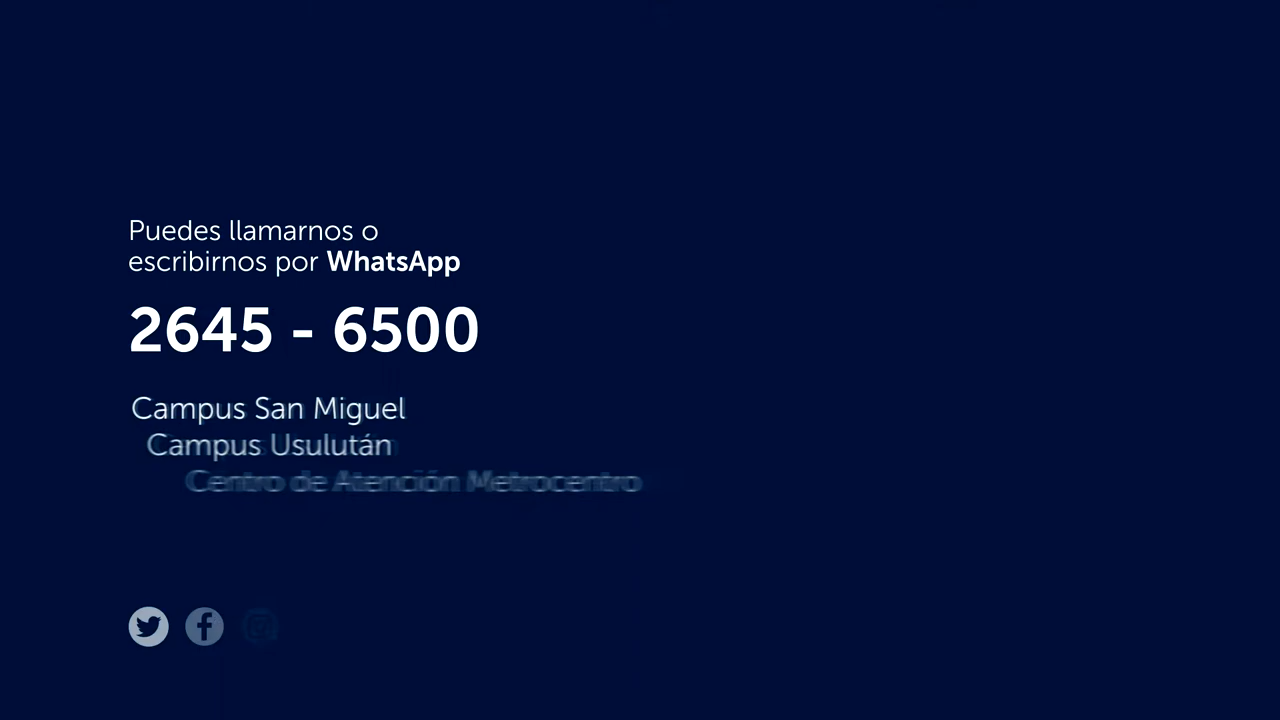 Puedes llamarnos o
escribirnos por WhatsApp
2645 - 6500
Campus San Miguel
Campus Usulután
Centro de Atención Metrocentro